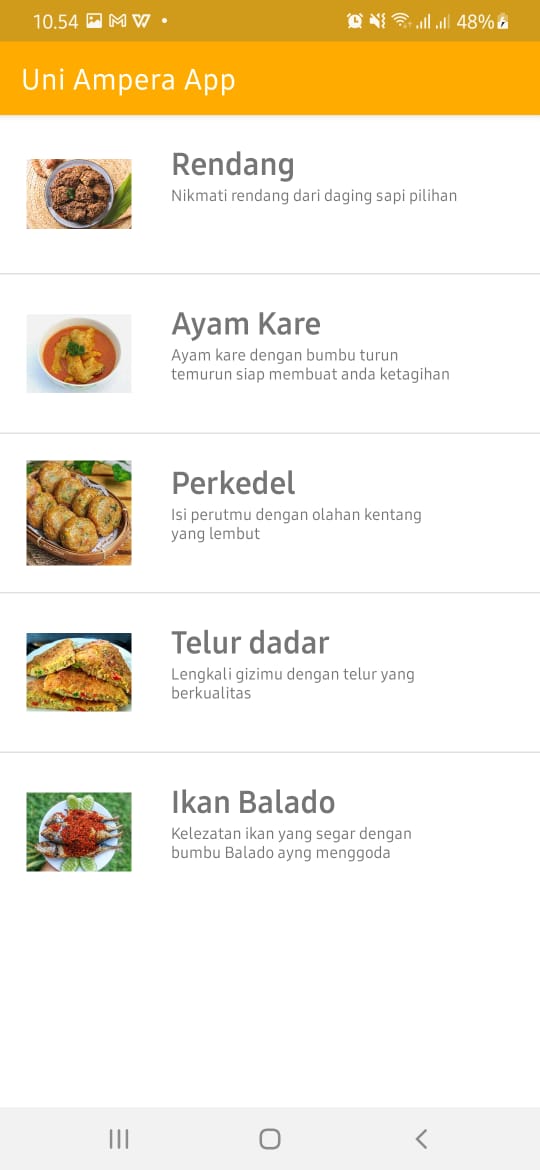 10.54
48%
Uni Ampera App
Rendang
Nikmati rendang dari daging sapi pilihan
Ayam Kare
Ayam kare dengan bumbu turun
temurun siap membuat anda ketagihan
Perkedel
Isi perutmu dengan olahan kentang
yang lembut
Telur dadar
Lengkali gizimu dengan telur yang
berkualitas
Ikan Balado
Kelezatan ikan yang segar dengan
bumbu Balado ayng menggoda